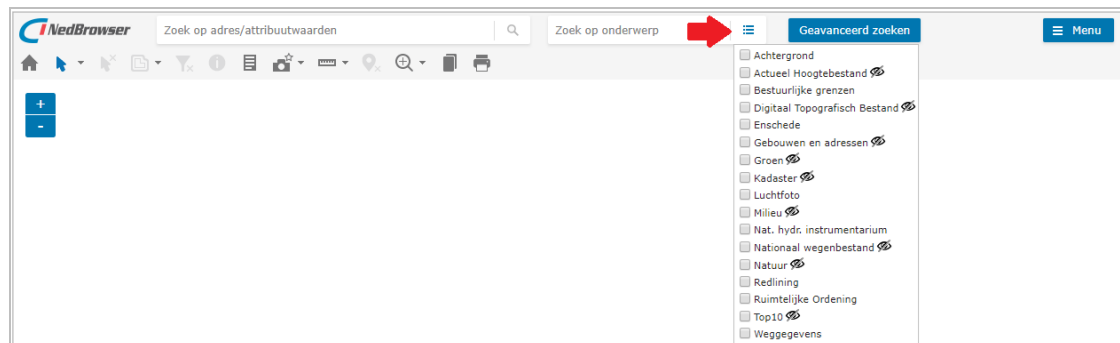 NedBrowser
Zoek op adres/attribuutwaarden
Zoek op onderwerp
Geavanceerd zoeken
Menu
Achtergrond
Actueel Hoogtebestand
Bestuurlijke grenzen
Digitaal Topografisch Bestand
Enschede
Gebouwen en adressen
Groen
Kadaster
Luchtfoto
Milieu
Nat. hydr. instrumentarium
Nationaal wegenbestand
Natuur
Redlining
Ruimtelijke Ordening
Top10
Weggegevens
+
-